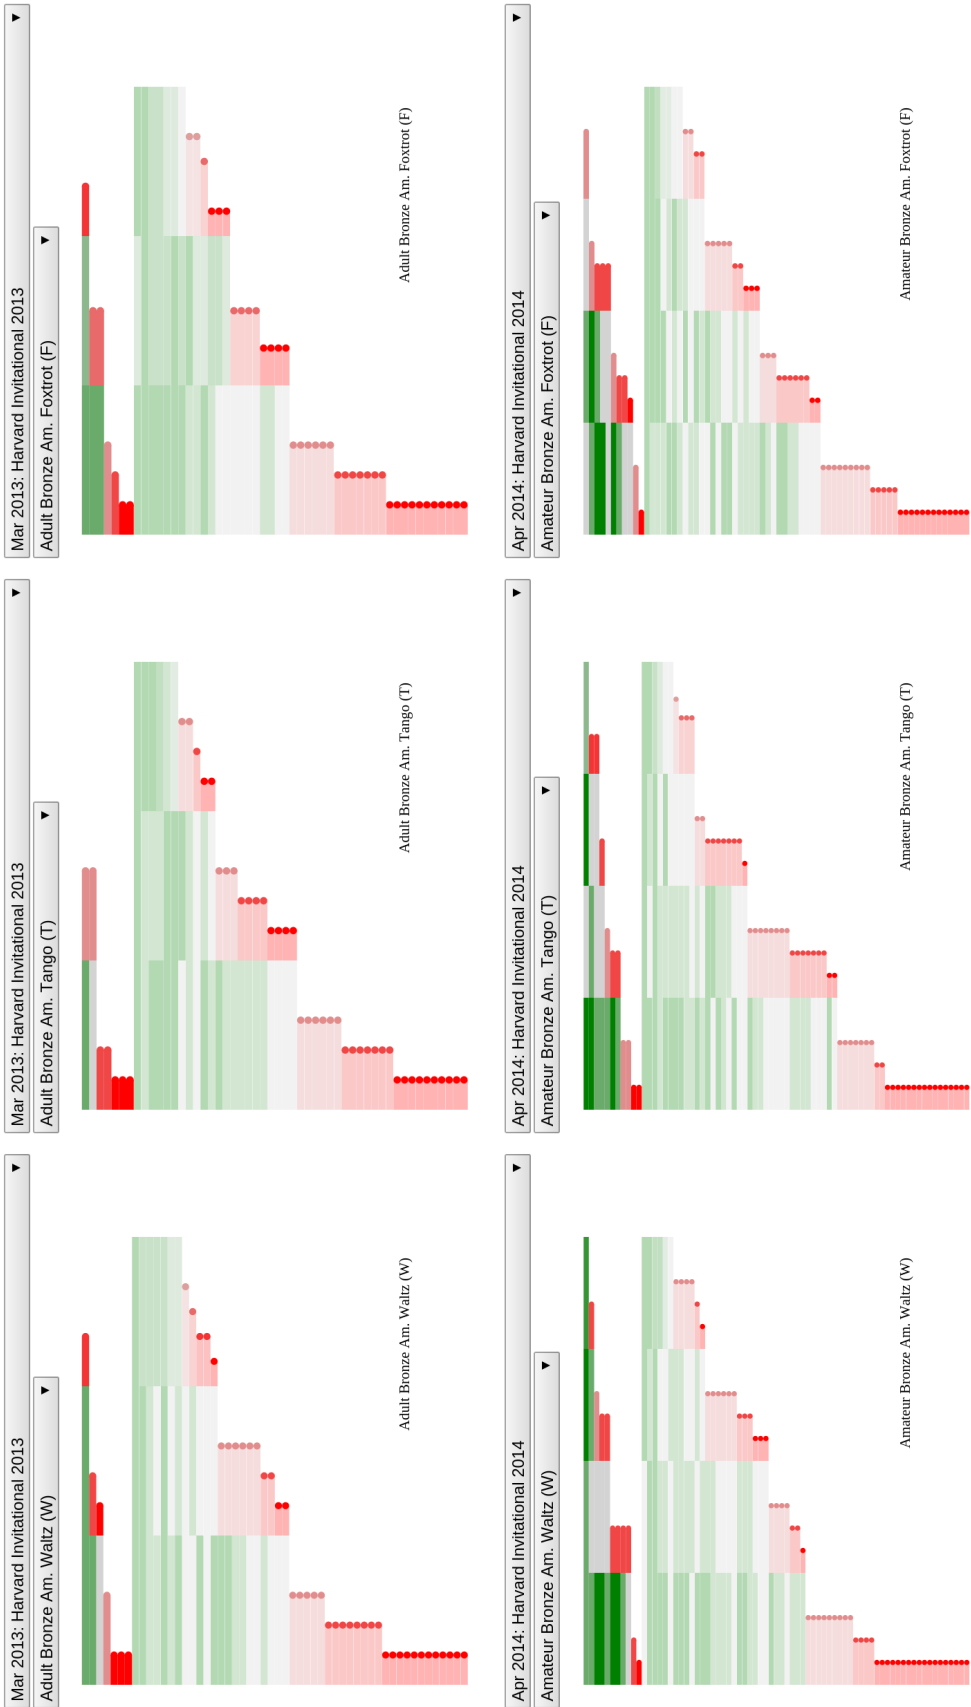 Mar 2013: Harvard Invitational 2013
Adult Bronze Am. Waltz (W)
Adult Bronze Am. Waltz (W)
Mar 2013: Harvard Invitational 2013
Adult Bronze Am. Tango (T)
Adult Bronze Am. Tango (T)
Mar 2013: Harvard Invitational 2013
Adult Bronze Am. Foxtrot (F)
Adult Bronze Am. Foxtrot (F)
Apr 2014: Harvard Invitational 2014
Amateur Bronze Am. Waltz (W)
Amateur Bronze Am. Waltz (W)
Apr 2014: Harvard Invitational 2014
Amateur Bronze Am. Tango (T)
Amateur Bronze Am. Tango (T)
Apr 2014: Harvard Invitational 2014
Amateur Bronze Am. Foxtrot (F)
Amateur Bronze Am. Foxtrot (F)